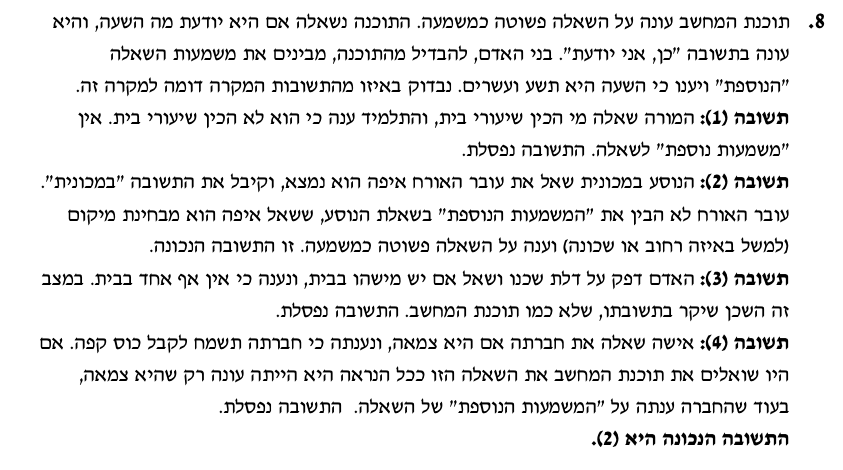 8. תוכנת המחשב עונה על השאלה פשוטה כמשמעה. התוכנה נשאלה אם היא יודעת מה השעה, והיא
עונה בתשובה "כן, אני יודעת". בני האדם, להבדיל מהתוכנה, מבינים את משמעות השאלה
"הנוספת" ויענו כי השעה היא תשע ועשרים. נבדוק באיזו מהתשובות המקרה דומה למקרה זה.
תשובה (1): המורה שאלה מי הכין שיעורי בית, והתלמיד ענה כי הוא לא הכין שיעורי בית. אין
"משמעות נוספת" לשאלה. התשובה נפסלת.
תשובה (2): הנוסע במכונית שאל את עובר האורח איפה הוא נמצא, וקיבל את התשובה "במכונית".
עובר האורח לא הבין את "המשמעות הנוספת" בשאלת הנוסע, ששאל איפה הוא מבחינת מיקום
(למשל באיזה רחוב או שכונה) וענה על השאלה פשוטה כמשמעה. זו התשובה הנכונה.
תשובה (3): האדם דפק על דלת שכנו ושאל אם יש מישהו בבית, ונענה כי אין אף אחד בבית. במצב
זה השכן שיקר בתשובתו, שלא כמו תוכנת המחשב. התשובה נפסלת.
תשובה (4): אישה שאלה את חברתה אם היא צמאה, ונענתה כי חברתה תשמח לקבל כוס קפה. אם
היו שואלים את תוכנת המחשב את השאלה הזו ככל הנראה היא הייתה עונה רק שהיא צמאה,
בעוד שהחברה ענתה על "המשמעות הנוספת" של השאלה. התשובה נפסלת.
התשובה הנכונה היא (2).